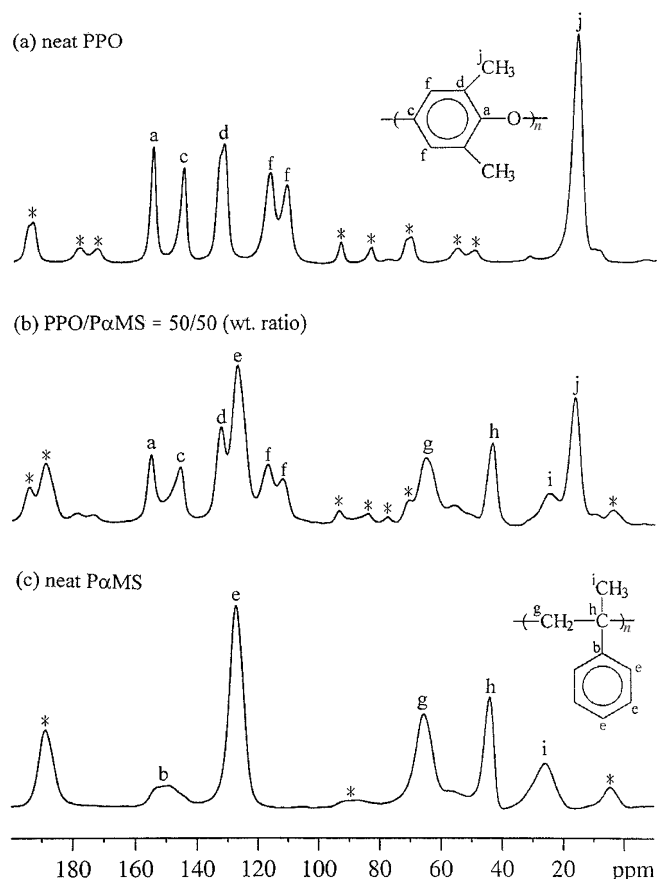 (a) neat PPO
j
j
CH₃
f
d
c
a
—( O —)n
f
CH₃
a
c
d
f
f
*
*
*
*
*
*
*
*
(b) PPO/PαMS = 50/50 (wt. ratio)
e
d
a
c
f
f
g
h
i
j
*
*
*
*
*
*
*
(c) neat PαMS
e
i
CH₃
g
h
—( CH₂ — C —)n
b
e
e
e
*
b
*
g
h
i
*
180 160 140 120 100 80 60 40 20 ppm